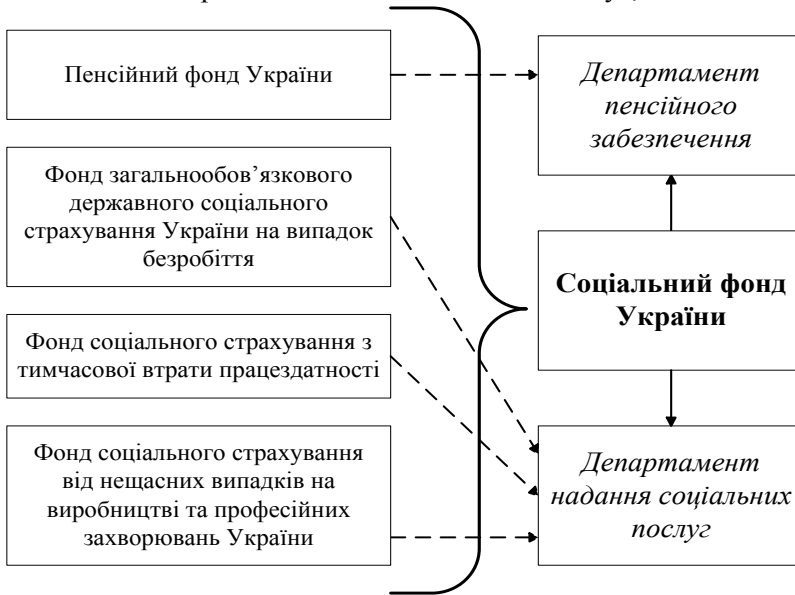 Пенсійний фонд України
Департамент
пенсійного
забезпечення
Фонд загальнообов’язкового
державного соціального
страхування України на випадок
безробіття
Соціальний фонд
України
Фонд соціального страхування з
тимчасової втрати працездатності
Фонд соціального страхування
від нещасних випадків на
виробництві та професійних
захворювань України
Департамент
надання соціальних
послуг